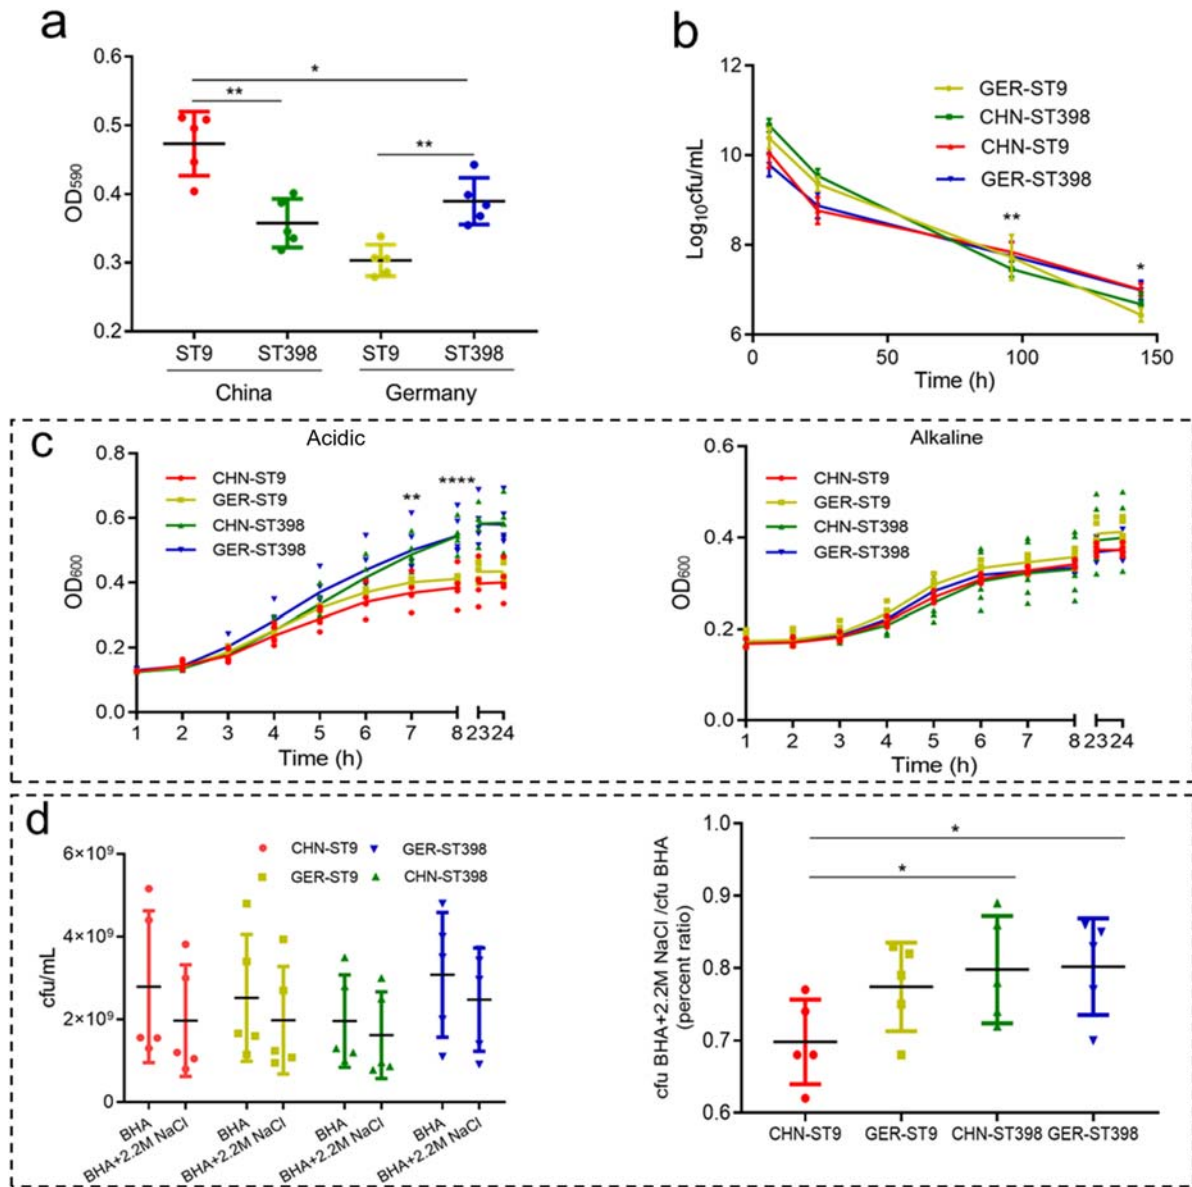 a
0.6
0.5
0.4
0.3
0.2
OD590
*
**
**
ST9 ST398 ST9 ST398
China Germany
b
12
10
8
6
Log10cfu/mL
GER-ST9
CHN-ST398
CHN-ST9
GER-ST398
**
*
0 50 100 150
Time (h)
c
Acidic
0.8
0.6
0.4
0.2
0.0
OD600
CHN-ST9
GER-ST9
CHN-ST398
GER-ST398
**
****
1 2 3 4 5 6 7 8 23 24
Time (h)
Alkaline
0.6
0.4
0.2
0.0
OD600
CHN-ST9
GER-ST9
CHN-ST398
GER-ST398
1 2 3 4 5 6 7 8 23 24
Time (h)
d
6×10⁹
4×10⁹
2×10⁹
0
cfu/mL
CHN-ST9 GER-ST398
GER-ST9 CHN-ST398
BHA BHA+2.2M NaCl BHA BHA+2.2M NaCl BHA BHA+2.2M NaCl BHA BHA+2.2M NaCl
1.0
0.9
0.8
0.7
0.6
cfu BHA+2.2M NaCl /cfu BHA
(percent ratio)
*
*
CHN-ST9 GER-ST9 CHN-ST398 GER-ST398